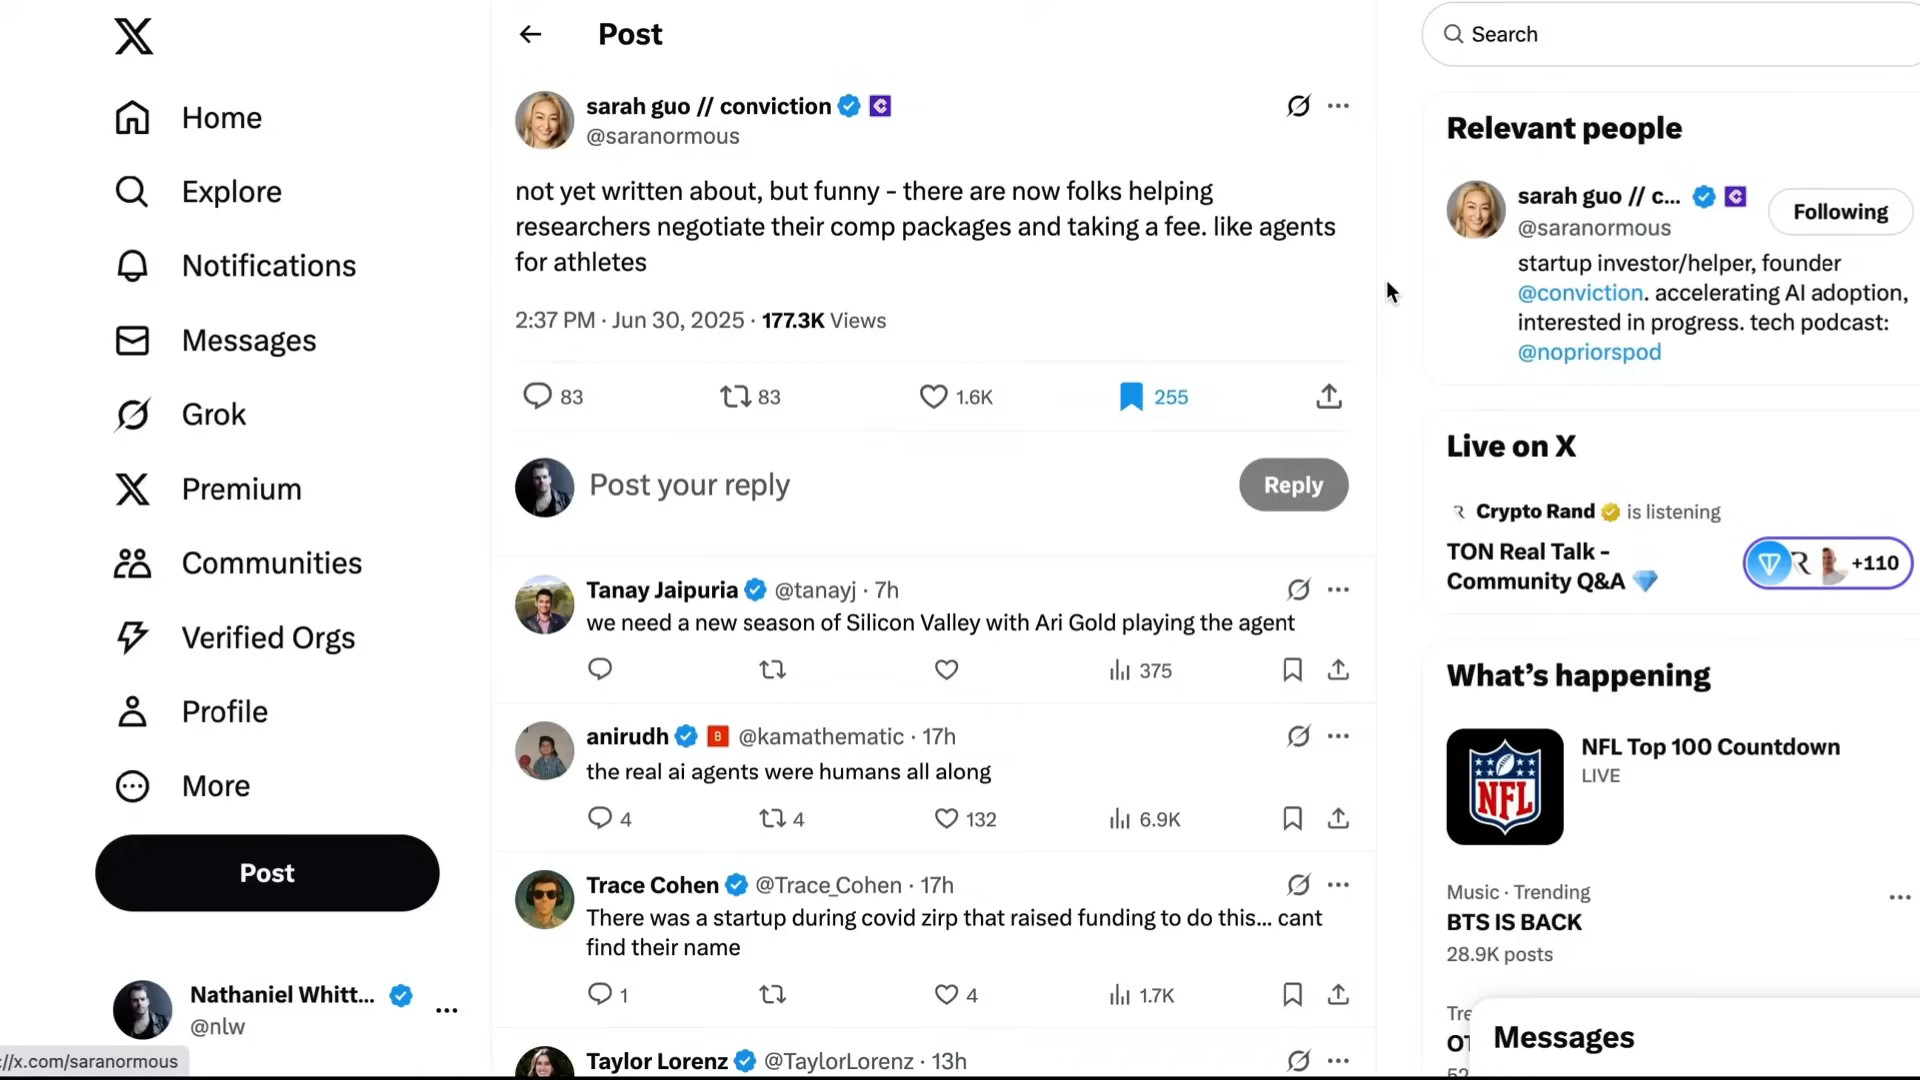 Home
Explore
Notifications
Messages
Grok
Premium
Communities
Verified Orgs
Profile
More
Post
Nathaniel Whitt...
@nlw
://x.com/saranormous
Post
sarah guo // conviction
@saranormous
not yet written about, but funny - there are now folks helping
researchers negotiate their comp packages and taking a fee. like agents
for athletes
2:37 PM · Jun 30, 2025 · 177.3K Views
83 83 1.6K 255
Post your reply
Reply
Tanay Jaipuria @tanayj · 7h
we need a new season of Silicon Valley with Ari Gold playing the agent
375
anirudh B @kamathematic · 17h
the real ai agents were humans all along
4 4 132 6.9K
Trace Cohen @Trace_Cohen · 17h
There was a startup during covid zirp that raised funding to do this... cant
find their name
1 4 1.7K
Taylor Lorenz @TaylorLorenz · 13h
Search
Relevant people
sarah guo // c...
Following
@saranormous
startup investor/helper, founder
@conviction. accelerating AI adoption,
interested in progress. tech podcast:
@nopriorspod
Live on X
Crypto Rand is listening
TON Real Talk -
Community Q&A
+110
What's happening
NFL
NFL Top 100 Countdown
LIVE
Music · Trending
BTS IS BACK
28.9K posts
Messages